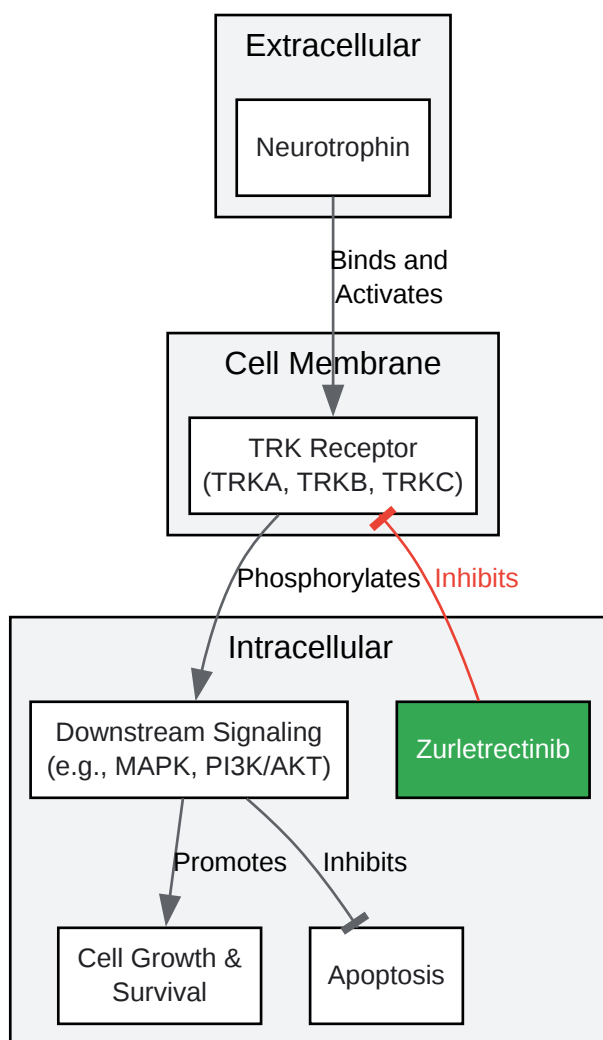 Extracellular
Neurotrophin
Binds and
Activates
Cell Membrane
TRK Receptor
(TRKA, TRKB, TRKC)
Phosphorylates
Inhibits
Intracellular
Downstream Signaling
(e.g., MAPK, PI3K/AKT)
Zurletrectinib
Promotes
Inhibits
Cell Growth &
Survival
Apoptosis